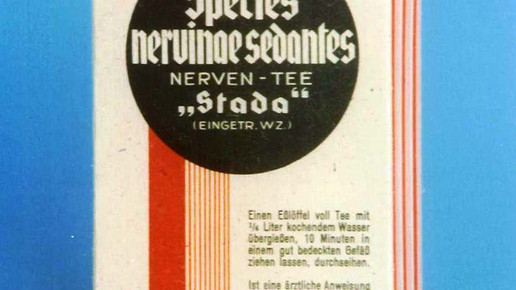 Species
nervinae sedantes
NERVEN-TEE
„Stada“
(EINGETR. WZ.)
Einen Eßlöffel voll Tee mit
¼ Liter kochendem Wasser
übergießen, 10 Minuten in
einem gut bedeckten Gefäß
ziehen lassen, durchseihen.
Ist eine ärztliche Anweisung